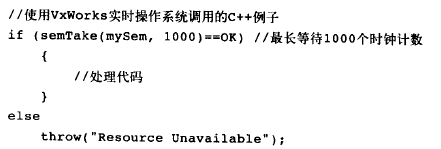 //使用VxWorks实时操作系统调用的C++例子
if (semTake(mySem, 1000)==OK) //最长等待1000个时钟计数
{
//处理代码
}
else
throw("Resource Unavailable");